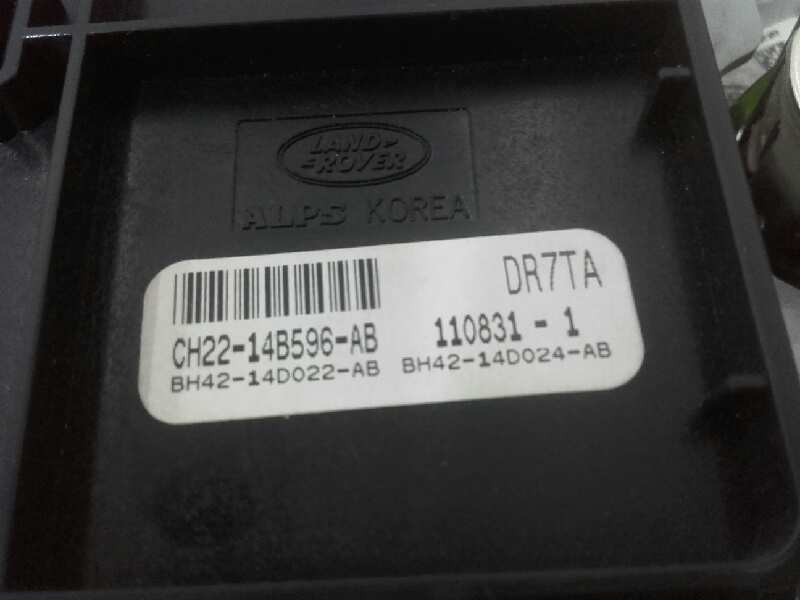 LAND
ROVER
ALPS KOREA
DR7TA
CH22-14B596-AB 110831-1
BH42-14D022-AB BH42-14D024-AB